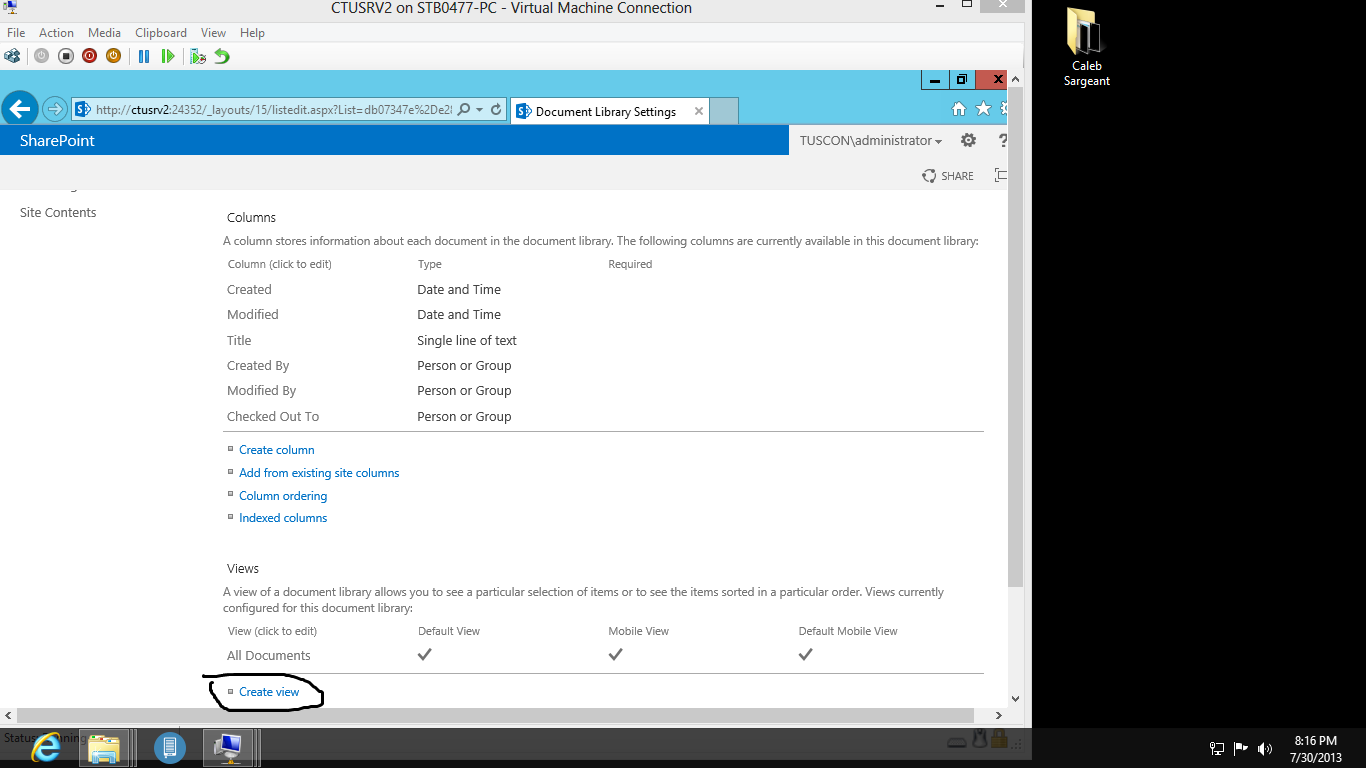 CTUSRV2 on STB0477-PC - Virtual Machine Connection
File Action Media Clipboard View Help
http://ctusrv2:24352/_layouts/15/listedit.aspx?List=db07347e%2De2
Document Library Settings
SharePoint
TUSCON\administrator
?
SHARE
Site Contents
Columns
A column stores information about each document in the document library. The following columns are currently available in this document library:
Column (click to edit) Type Required
Created Date and Time
Modified Date and Time
Title Single line of text
Created By Person or Group
Modified By Person or Group
Checked Out To Person or Group
Create column
Add from existing site columns
Column ordering
Indexed columns
Views
A view of a document library allows you to see a particular selection of items or to see the items sorted in a particular order. Views currently
configured for this document library:
View (click to edit) Default View Mobile View Default Mobile View
All Documents
Create view
Caleb
Sargeant
8:16 PM
7/30/2013